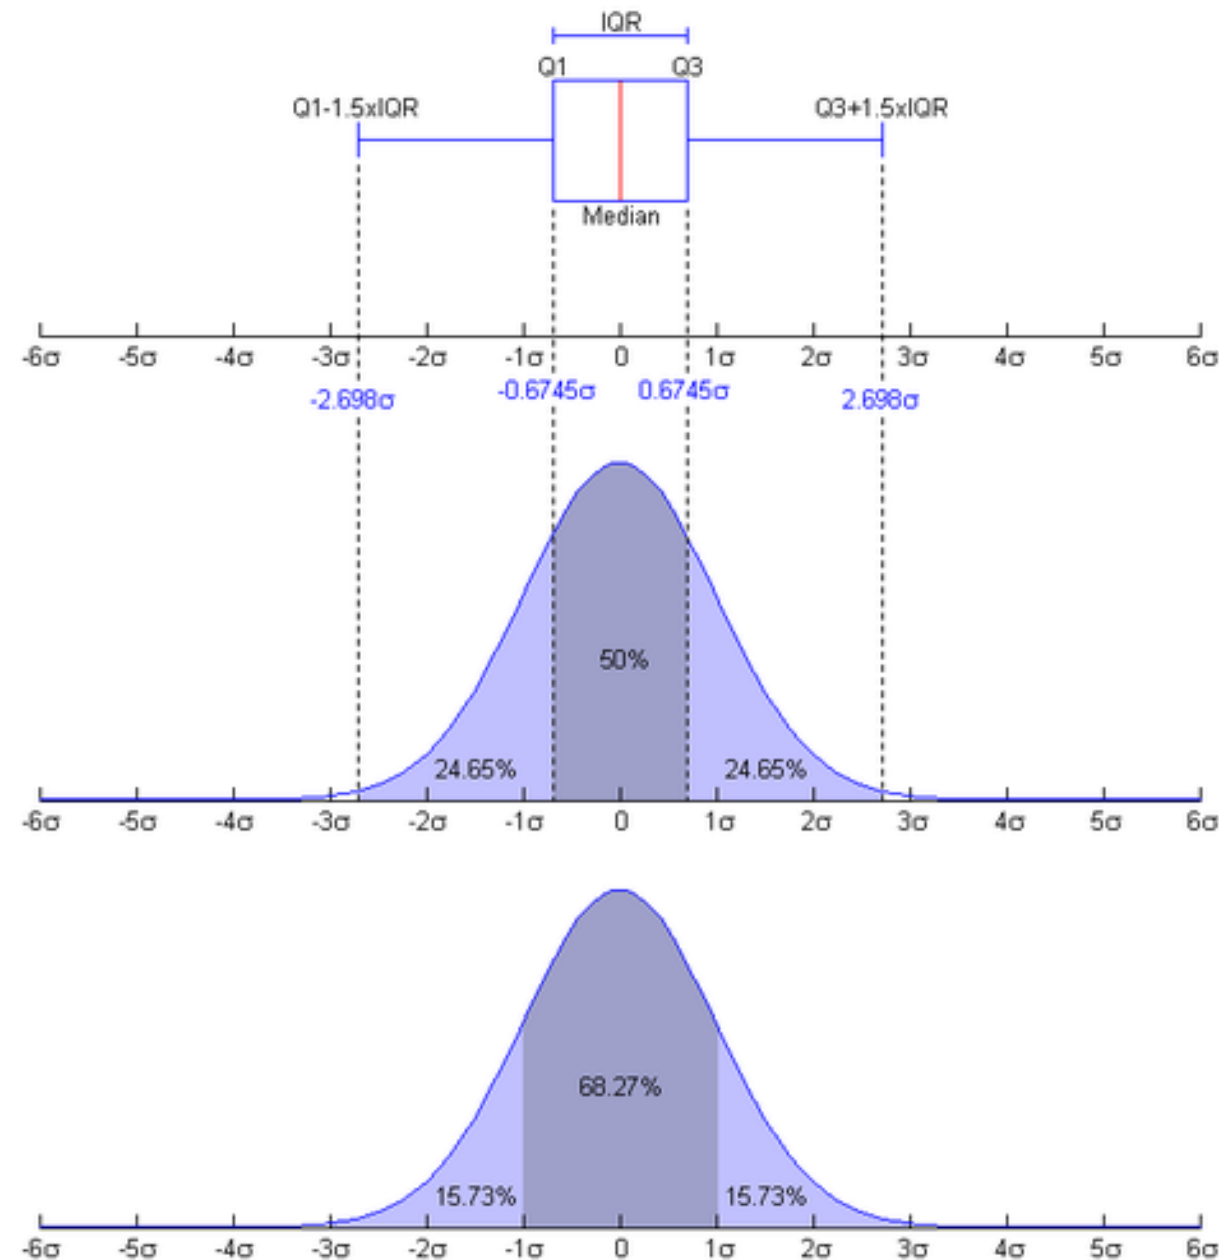 IQR
Q1 Q3
Q1-1.5xIQR Q3+1.5xIQR
Median
-6σ -5σ -4σ -3σ -2σ -1σ 0 1σ 2σ 3σ 4σ 5σ 6σ
-2.698σ -0.6745σ 0.6745σ 2.698σ
50%
24.65% 24.65%
-6σ -5σ -4σ -3σ -2σ -1σ 0 1σ 2σ 3σ 4σ 5σ 6σ
68.27%
15.73% 15.73%
-6σ -5σ -4σ -3σ -2σ -1σ 0 1σ 2σ 3σ 4σ 5σ 6σ